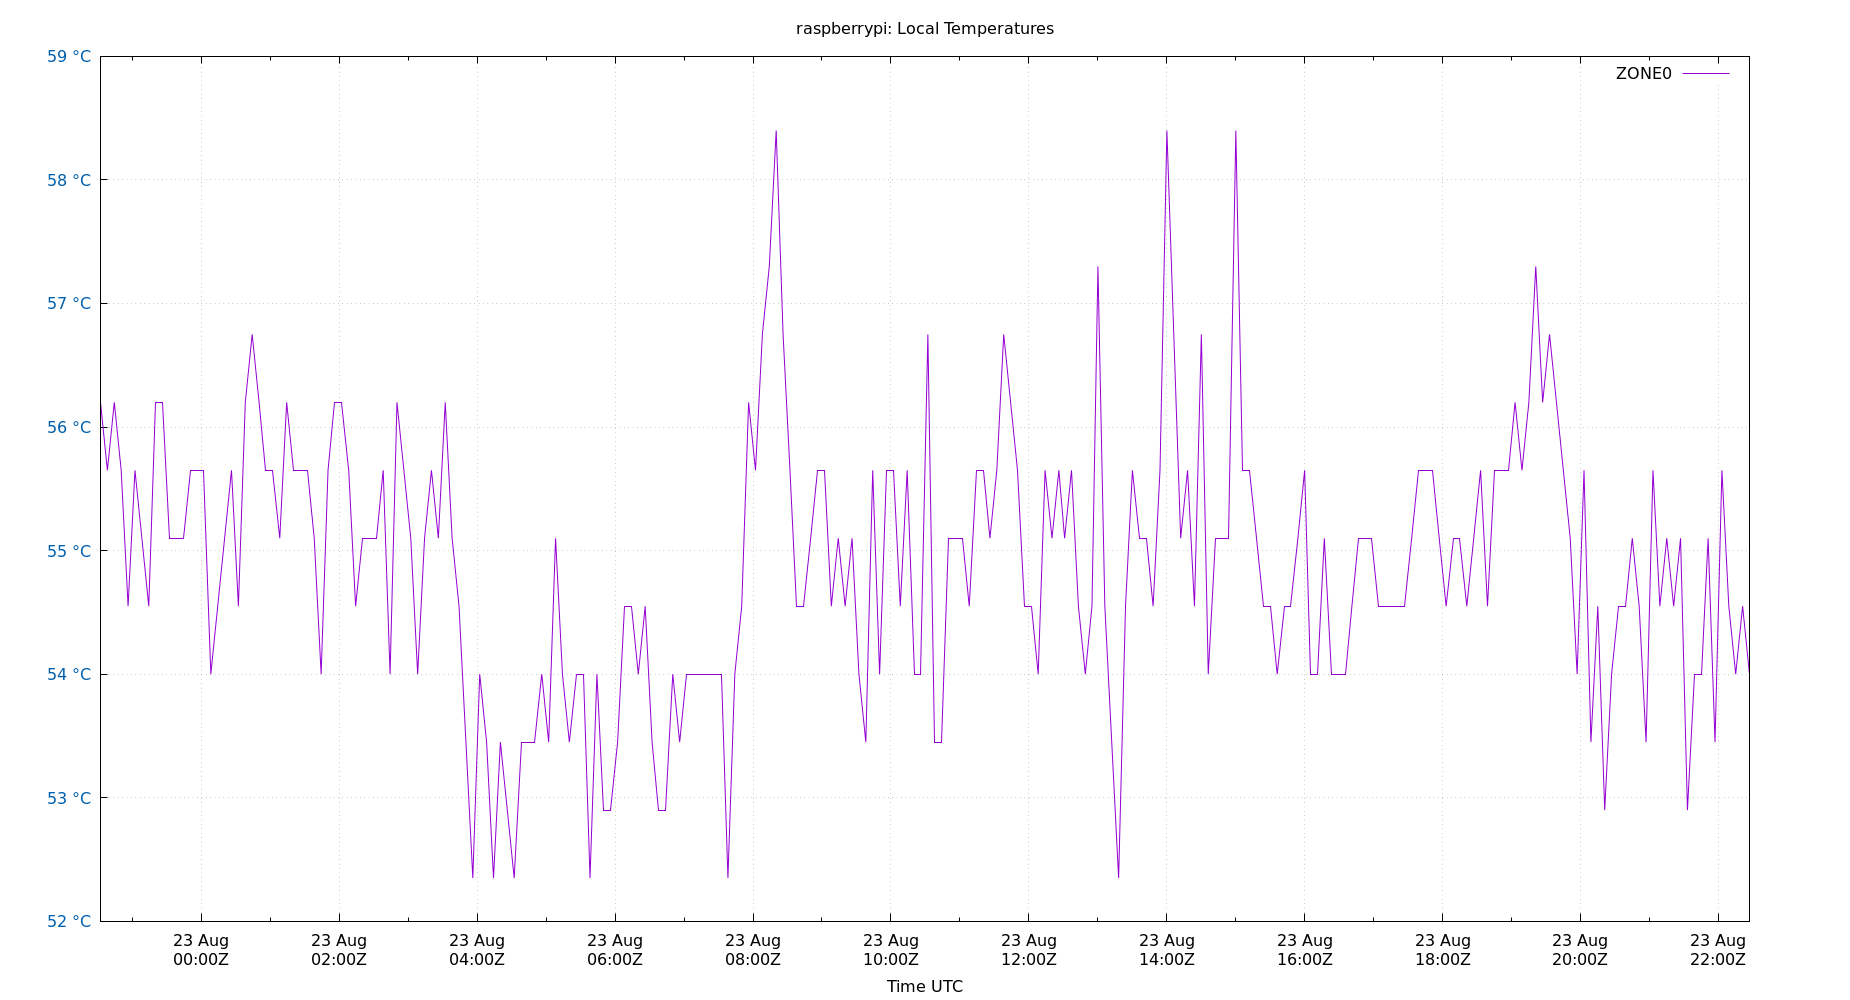 raspberrypi: Local Temperatures
59 °C
ZONE0
58 °C
57 °C
56 °C
55 °C
54 °C
53 °C
52 °C
23 Aug 23 Aug 23 Aug 23 Aug 23 Aug 23 Aug 23 Aug 23 Aug 23 Aug 23 Aug 23 Aug 23 Aug
00:00Z 02:00Z 04:00Z 06:00Z 08:00Z 10:00Z 12:00Z 14:00Z 16:00Z 18:00Z 20:00Z 22:00Z
Time UTC